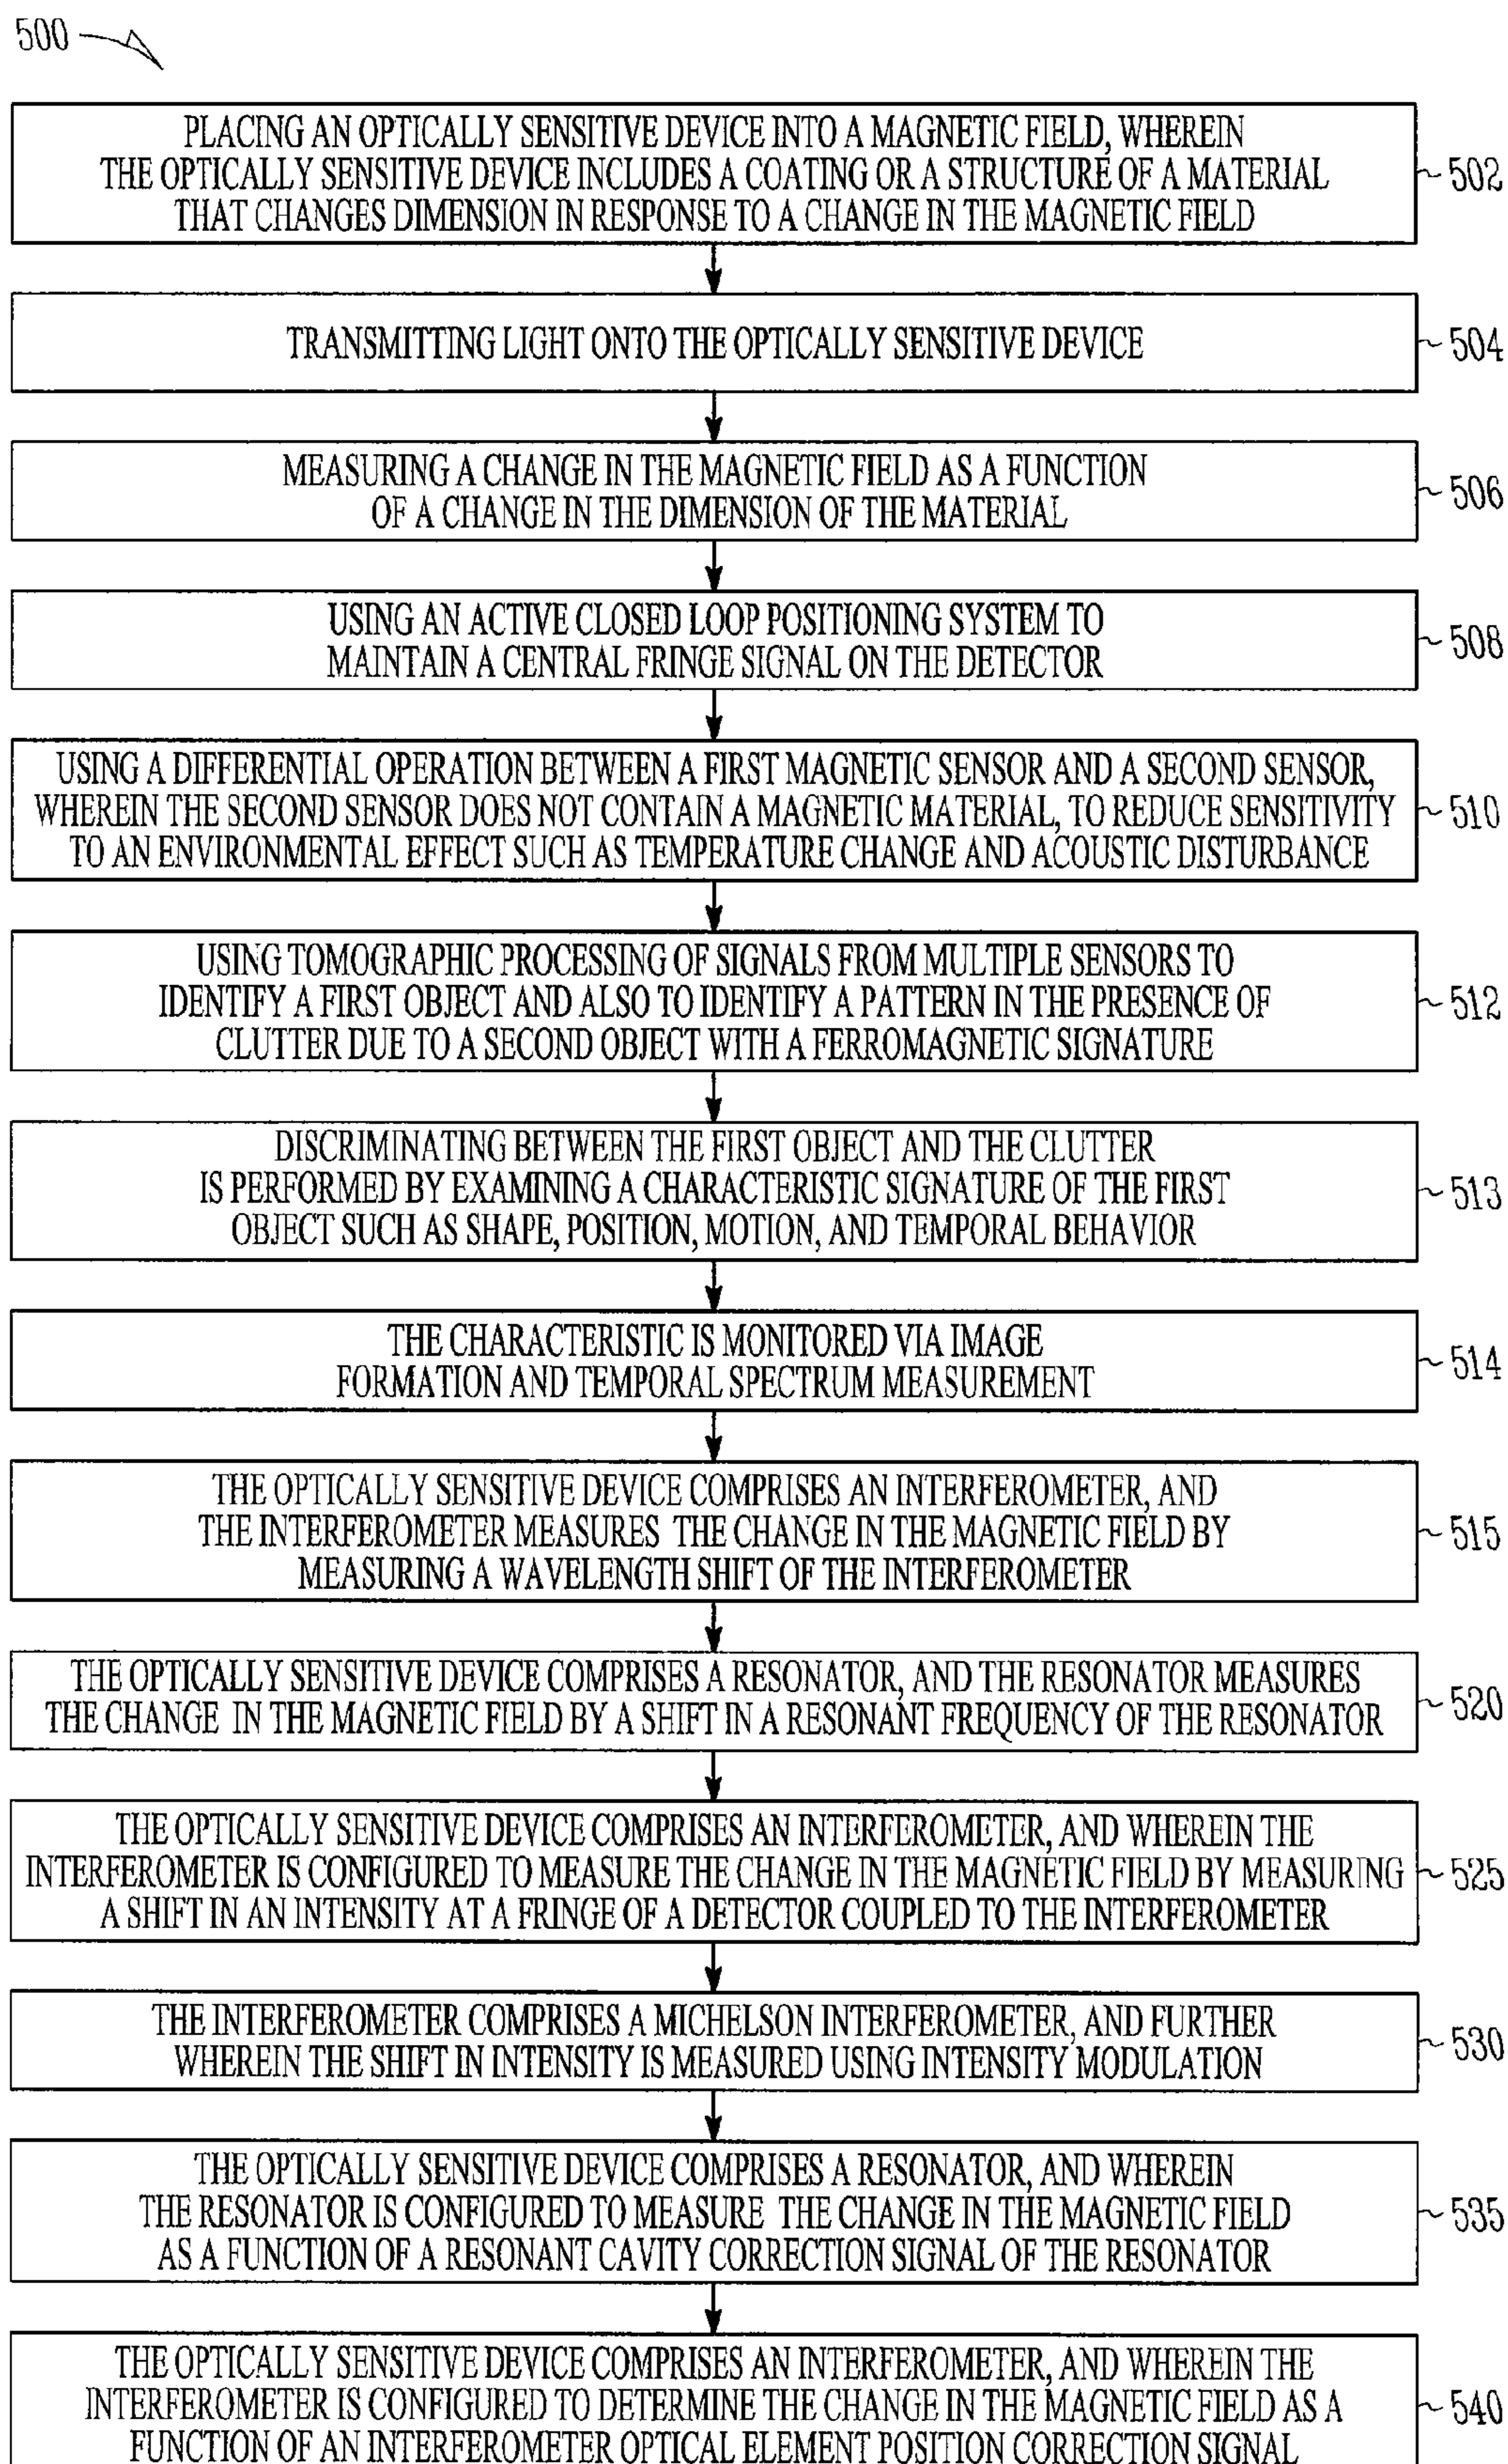 500
PLACING AN OPTICALLY SENSITIVE DEVICE INTO A MAGNETIC FIELD, WHEREIN
THE OPTICALLY SENSITIVE DEVICE INCLUDES A COATING OR A STRUCTURE OF A MATERIAL
THAT CHANGES DIMENSION IN RESPONSE TO A CHANGE IN THE MAGNETIC FIELD
502
TRANSMITTING LIGHT ONTO THE OPTICALLY SENSITIVE DEVICE
504
MEASURING A CHANGE IN THE MAGNETIC FIELD AS A FUNCTION
OF A CHANGE IN THE DIMENSION OF THE MATERIAL
506
USING AN ACTIVE CLOSED LOOP POSITIONING SYSTEM TO
MAINTAIN A CENTRAL FRINGE SIGNAL ON THE DETECTOR
508
USING A DIFFERENTIAL OPERATION BETWEEN A FIRST MAGNETIC SENSOR AND A SECOND SENSOR,
WHEREIN THE SECOND SENSOR DOES NOT CONTAIN A MAGNETIC MATERIAL, TO REDUCE SENSITIVITY
TO AN ENVIRONMENTAL EFFECT SUCH AS TEMPERATURE CHANGE AND ACOUSTIC DISTURBANCE
510
USING TOMOGRAPHIC PROCESSING OF SIGNALS FROM MULTIPLE SENSORS TO
IDENTIFY A FIRST OBJECT AND ALSO TO IDENTIFY A PATTERN IN THE PRESENCE OF
CLUTTER DUE TO A SECOND OBJECT WITH A FERROMAGNETIC SIGNATURE
512
DISCRIMINATING BETWEEN THE FIRST OBJECT AND THE CLUTTER
IS PERFORMED BY EXAMINING A CHARACTERISTIC SIGNATURE OF THE FIRST
OBJECT SUCH AS SHAPE, POSITION, MOTION, AND TEMPORAL BEHAVIOR
513
THE CHARACTERISTIC IS MONITORED VIA IMAGE
FORMATION AND TEMPORAL SPECTRUM MEASUREMENT
514
THE OPTICALLY SENSITIVE DEVICE COMPRISES AN INTERFEROMETER, AND
THE INTERFEROMETER MEASURES THE CHANGE IN THE MAGNETIC FIELD BY
MEASURING A WAVELENGTH SHIFT OF THE INTERFEROMETER
515
THE OPTICALLY SENSITIVE DEVICE COMPRISES A RESONATOR, AND THE RESONATOR MEASURES
THE CHANGE IN THE MAGNETIC FIELD BY A SHIFT IN A RESONANT FREQUENCY OF THE RESONATOR
520
THE OPTICALLY SENSITIVE DEVICE COMPRISES AN INTERFEROMETER, AND WHEREIN THE
INTERFEROMETER IS CONFIGURED TO MEASURE THE CHANGE IN THE MAGNETIC FIELD BY MEASURING
A SHIFT IN AN INTENSITY AT A FRINGE OF A DETECTOR COUPLED TO THE INTERFEROMETER
525
THE INTERFEROMETER COMPRISES A MICHELSON INTERFEROMETER, AND FURTHER
WHEREIN THE SHIFT IN INTENSITY IS MEASURED USING INTENSITY MODULATION
530
THE OPTICALLY SENSITIVE DEVICE COMPRISES A RESONATOR, AND WHEREIN
THE RESONATOR IS CONFIGURED TO MEASURE THE CHANGE IN THE MAGNETIC FIELD
AS A FUNCTION OF A RESONANT CAVITY CORRECTION SIGNAL OF THE RESONATOR
535
THE OPTICALLY SENSITIVE DEVICE COMPRISES AN INTERFEROMETER, AND WHEREIN THE
INTERFEROMETER IS CONFIGURED TO DETERMINE THE CHANGE IN THE MAGNETIC FIELD AS A
FUNCTION OF AN INTERFEROMETER OPTICAL ELEMENT POSITION CORRECTION SIGNAL
540